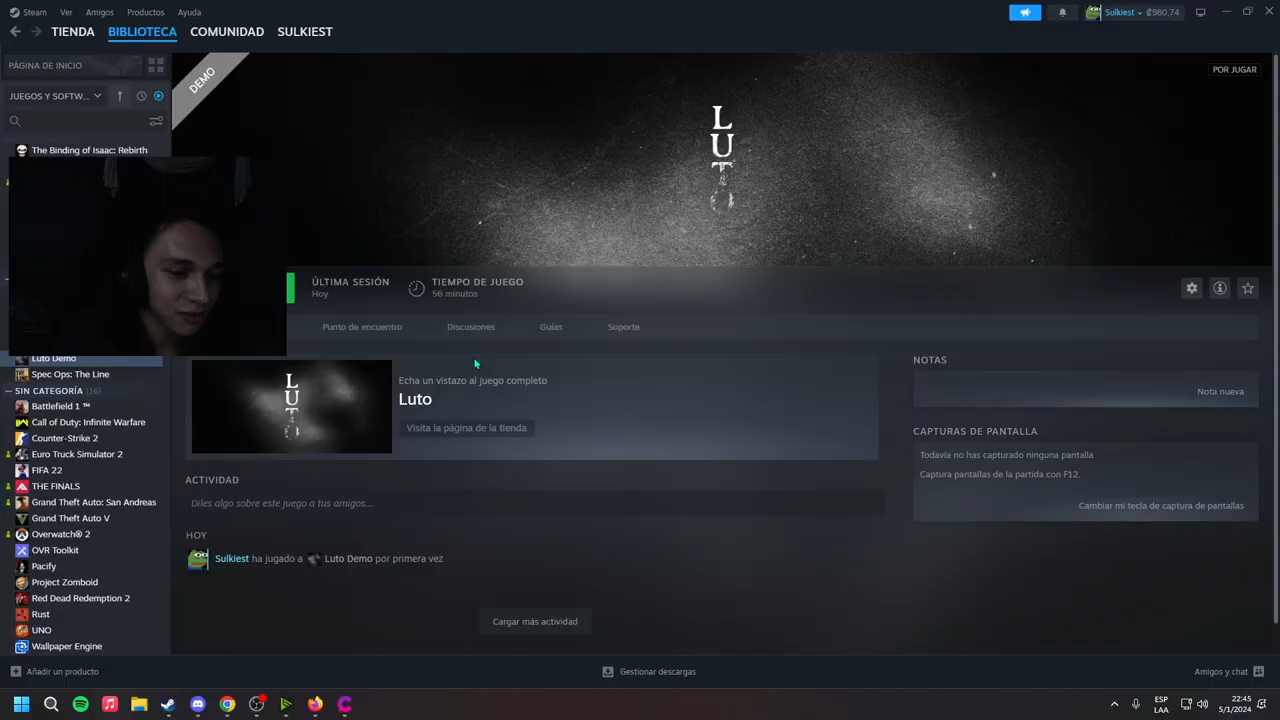 Steam Ver Amigos Productos Ayuda
Sulkiest ₡980,74
TIENDA BIBLIOTECA COMUNIDAD SULKIEST
PÁGINA DE INICIO
DEMO
POR JUGAR
JUEGOS Y SOFTW...
LUTO
The Binding of Isaac: Rebirth
ÚLTIMA SESIÓN
Hoy
TIEMPO DE JUEGO
56 minutos
Punto de encuentro Discusiones Guías Soporte
Luto Demo
Spec Ops: The Line
SIN CATEGORÍA (16)
Battlefield 1 ™
Call of Duty: Infinite Warfare
Counter-Strike 2
Euro Truck Simulator 2
FIFA 22
THE FINALS
Grand Theft Auto: San Andreas
Grand Theft Auto V
Overwatch® 2
OVR Toolkit
Pacify
Project Zomboid
Red Dead Redemption 2
Rust
UNO
Wallpaper Engine
LUTO
Echa un vistazo al juego completo
Luto
Visita la página de la tienda
ACTIVIDAD
Diles algo sobre este juego a tus amigos...
HOY
Sulkiest ha jugado a Luto Demo por primera vez
Cargar más actividad
NOTAS
Nota nueva
CAPTURAS DE PANTALLA
Todavía no has capturado ninguna pantalla
Captura pantallas de la partida con F12.
Cambiar mi tecla de captura de pantallas
Añadir un producto
Gestionar descargas
Amigos y chat
ESP
LAA
22:45
5/1/2024